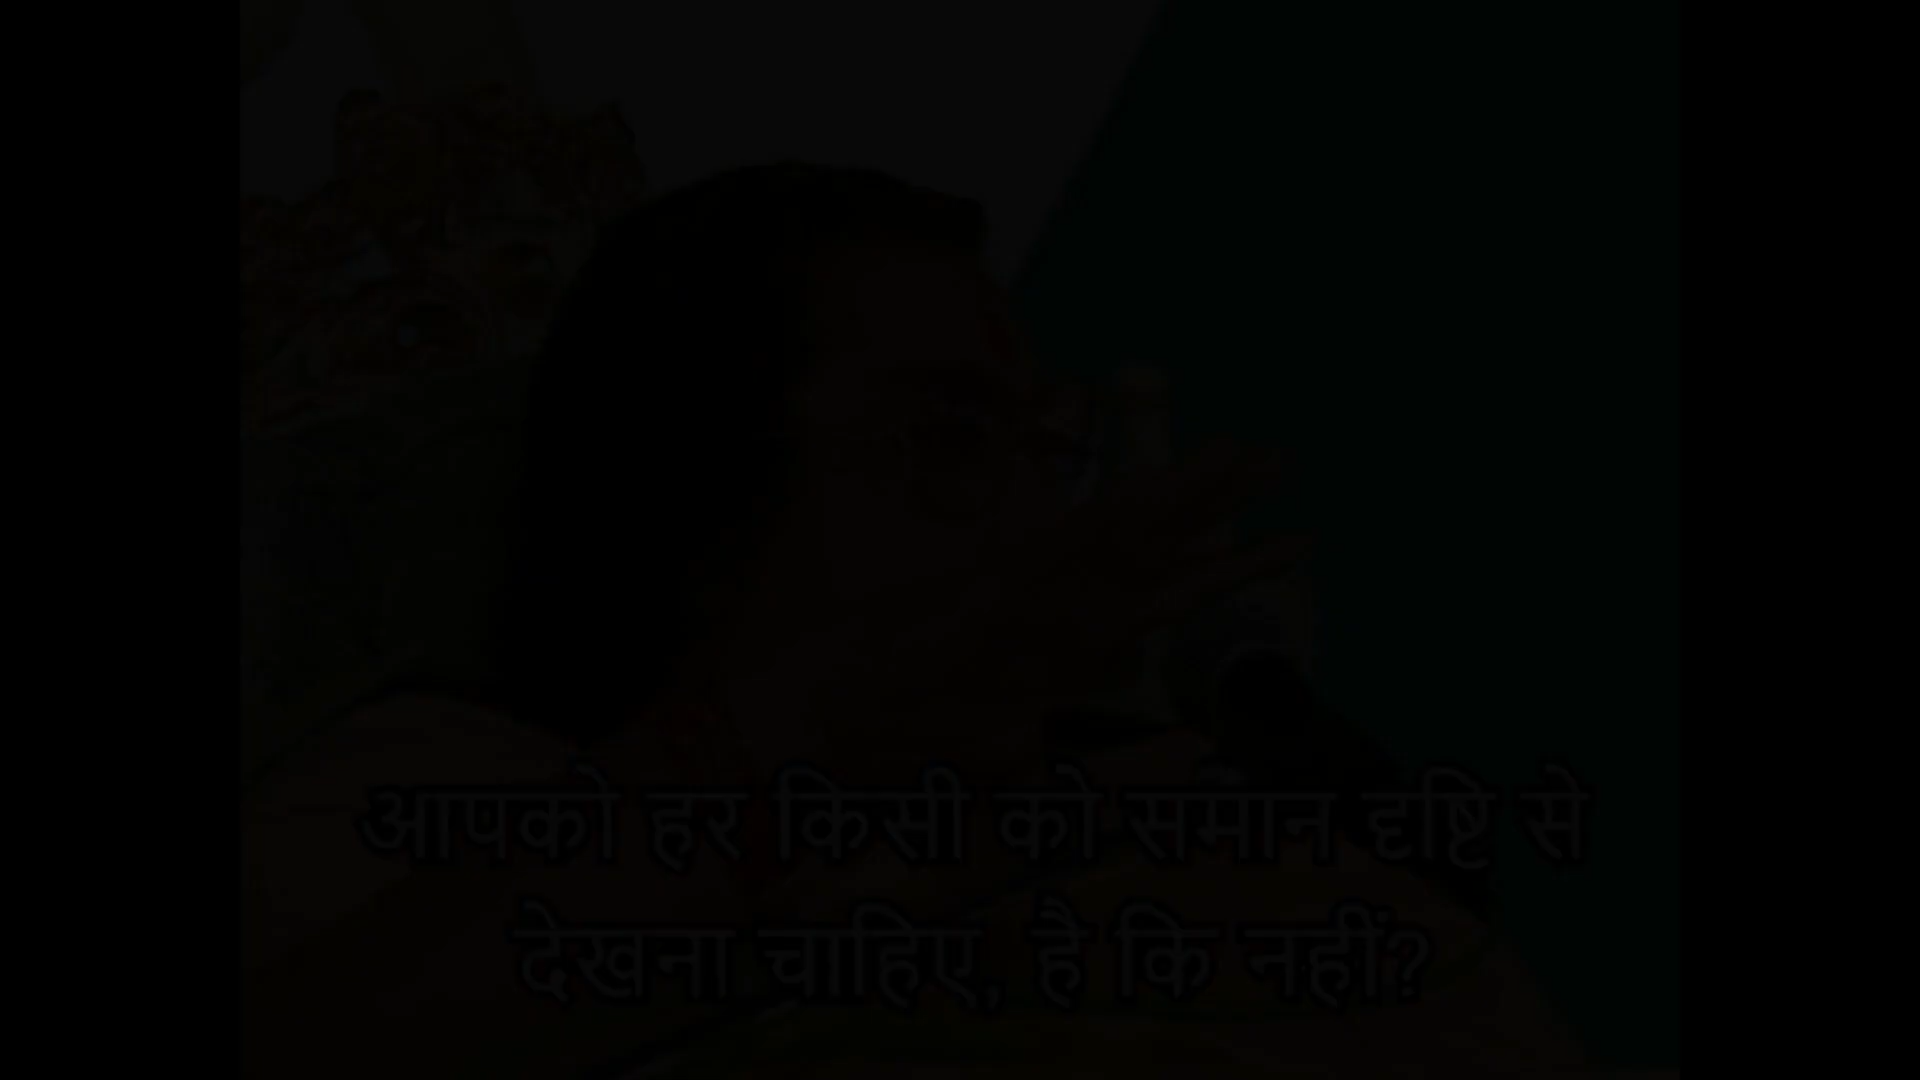 आपको हर किसी को समान दृष्टि से
देखना चाहिए, है कि नहीं?